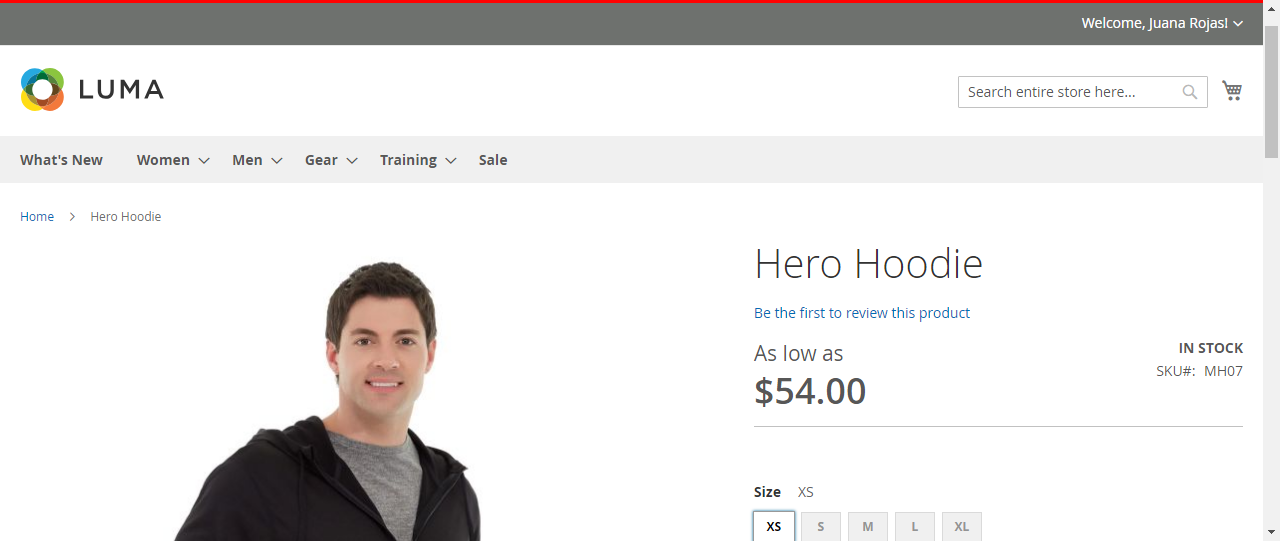 Welcome, Juana Rojas!
LUMA
Search entire store here...
What's New Women Men Gear Training Sale
Home Hero Hoodie
Hero Hoodie
Be the first to review this product
As low as
IN STOCK
$54.00
SKU#: MH07
Size XS
XS S M L XL